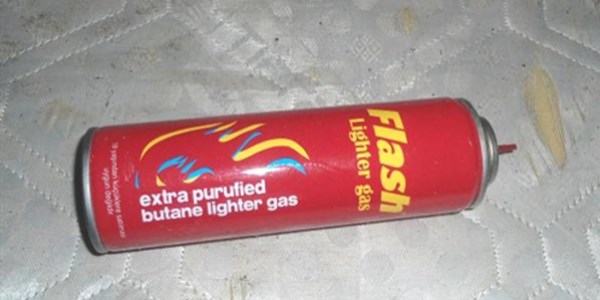 Flash
Lighter gas
extra purufied
butane lighter gas